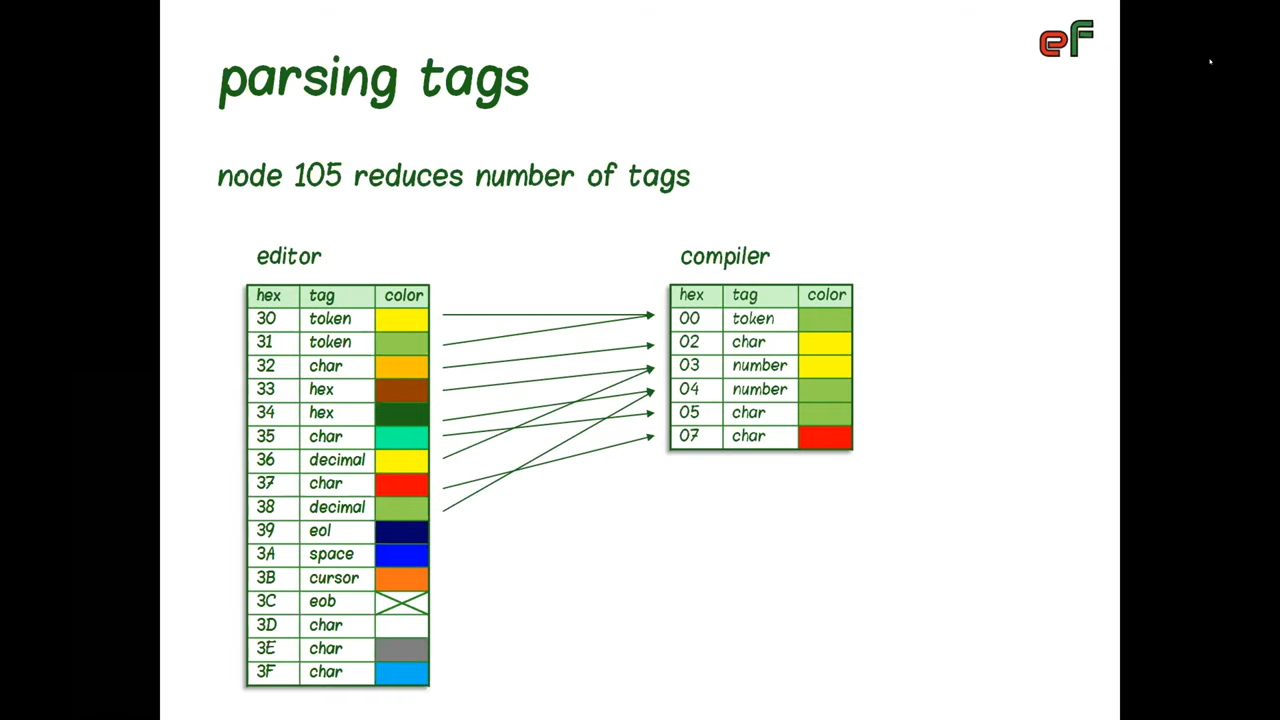 eF
parsing tags
node 105 reduces number of tags
editor
hex tag color
30 token
31 token
32 char
33 hex
34 hex
35 char
36 decimal
37 char
38 decimal
39 eol
3A space
3B cursor
3C eob
3D char
3E char
3F char
compiler
hex tag color
00 token
02 char
03 number
04 number
05 char
07 char